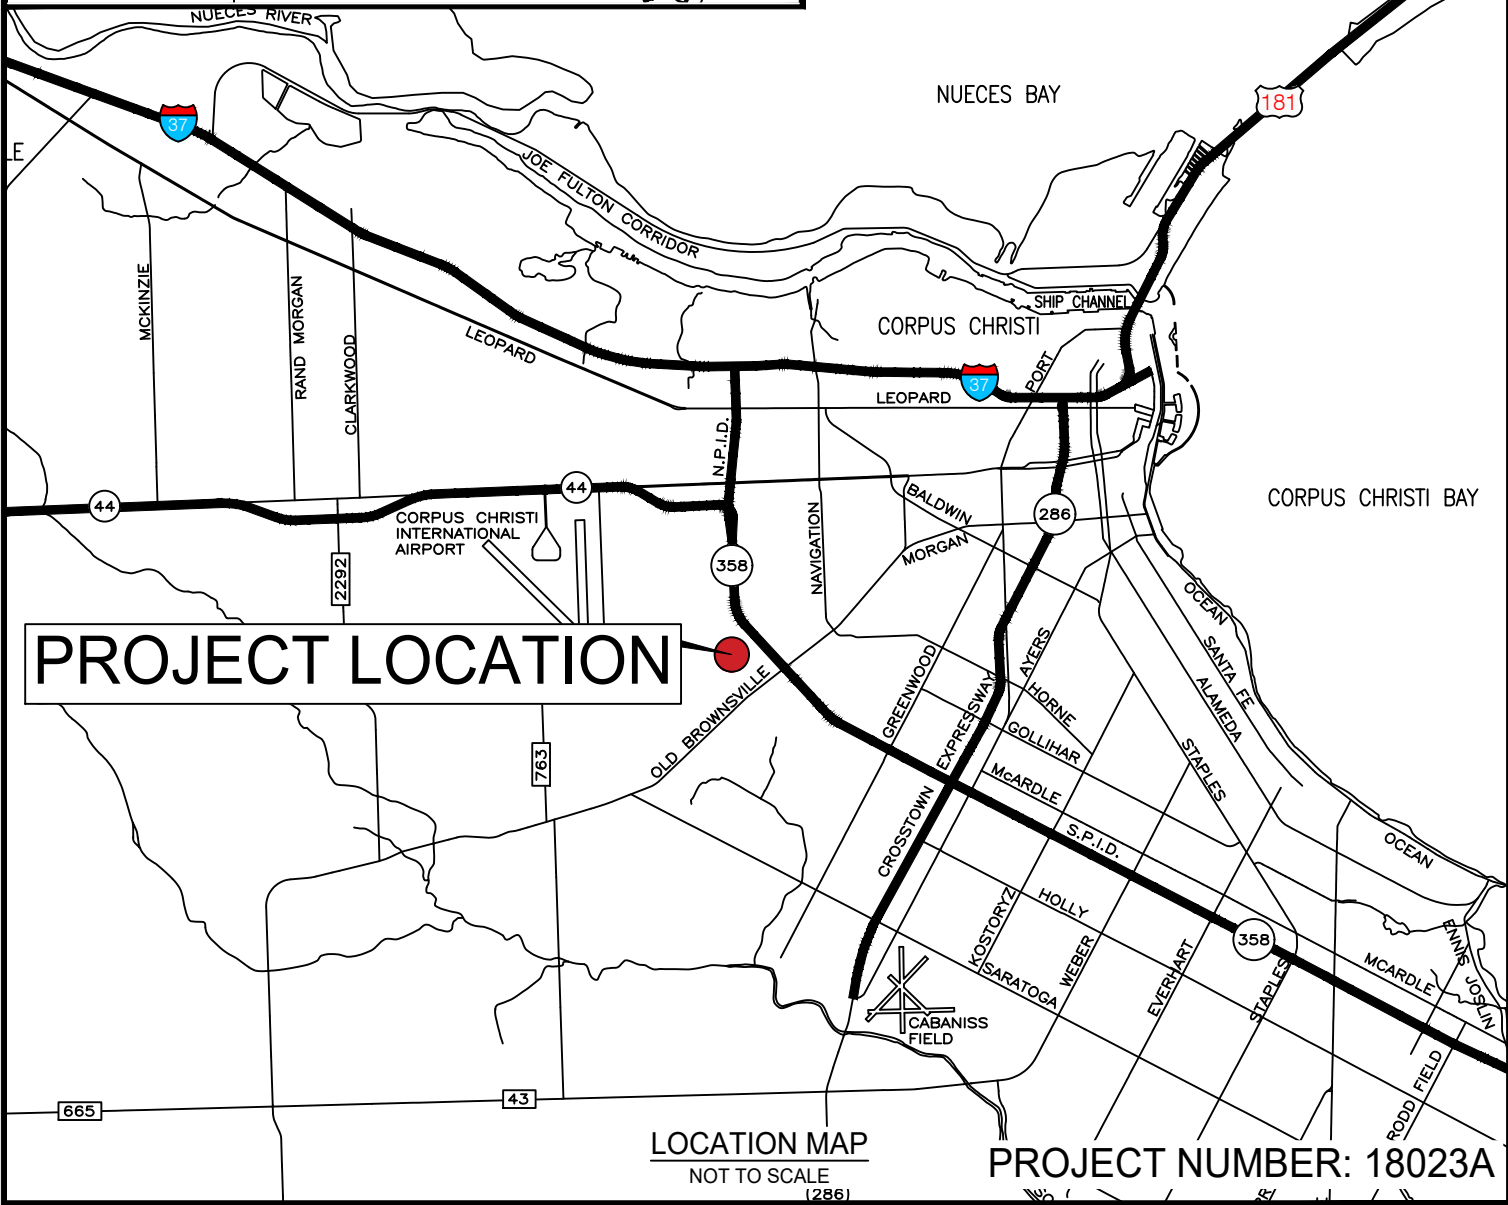 NUECES RIVER
NUECES BAY
181
37
LE
JOE FULTON CORRIDOR
MCKINZIE
RAND MORGAN
CLARKWOOD
LEOPARD
SHIP CHANNEL
CORPUS CHRISTI
37
PORT
LEOPARD
N.P.I.D.
44
44
CORPUS CHRISTI
INTERNATIONAL
AIRPORT
2292
358
NAVIGATION
BALDWIN
MORGAN
286
CORPUS CHRISTI BAY
OCEAN
SANTA FE
ALAMEDA
PROJECT LOCATION
OLD BROWNSVILLE
GREENWOOD
CROSSTOWN EXPRESSWAY
AYERS
HORNE
GOLLIHAR
McARDLE
STAPLES
763
S.P.I.D.
OCEAN
KOSTORYZ
HOLLY
WEBER
SARATOGA
EVERHART
STAPLES
358
MCARDLE
ENNIS JOSLIN
RODD FIELD
CABANISS
FIELD
665
43
LOCATION MAP
NOT TO SCALE
(286)
PROJECT NUMBER: 18023A